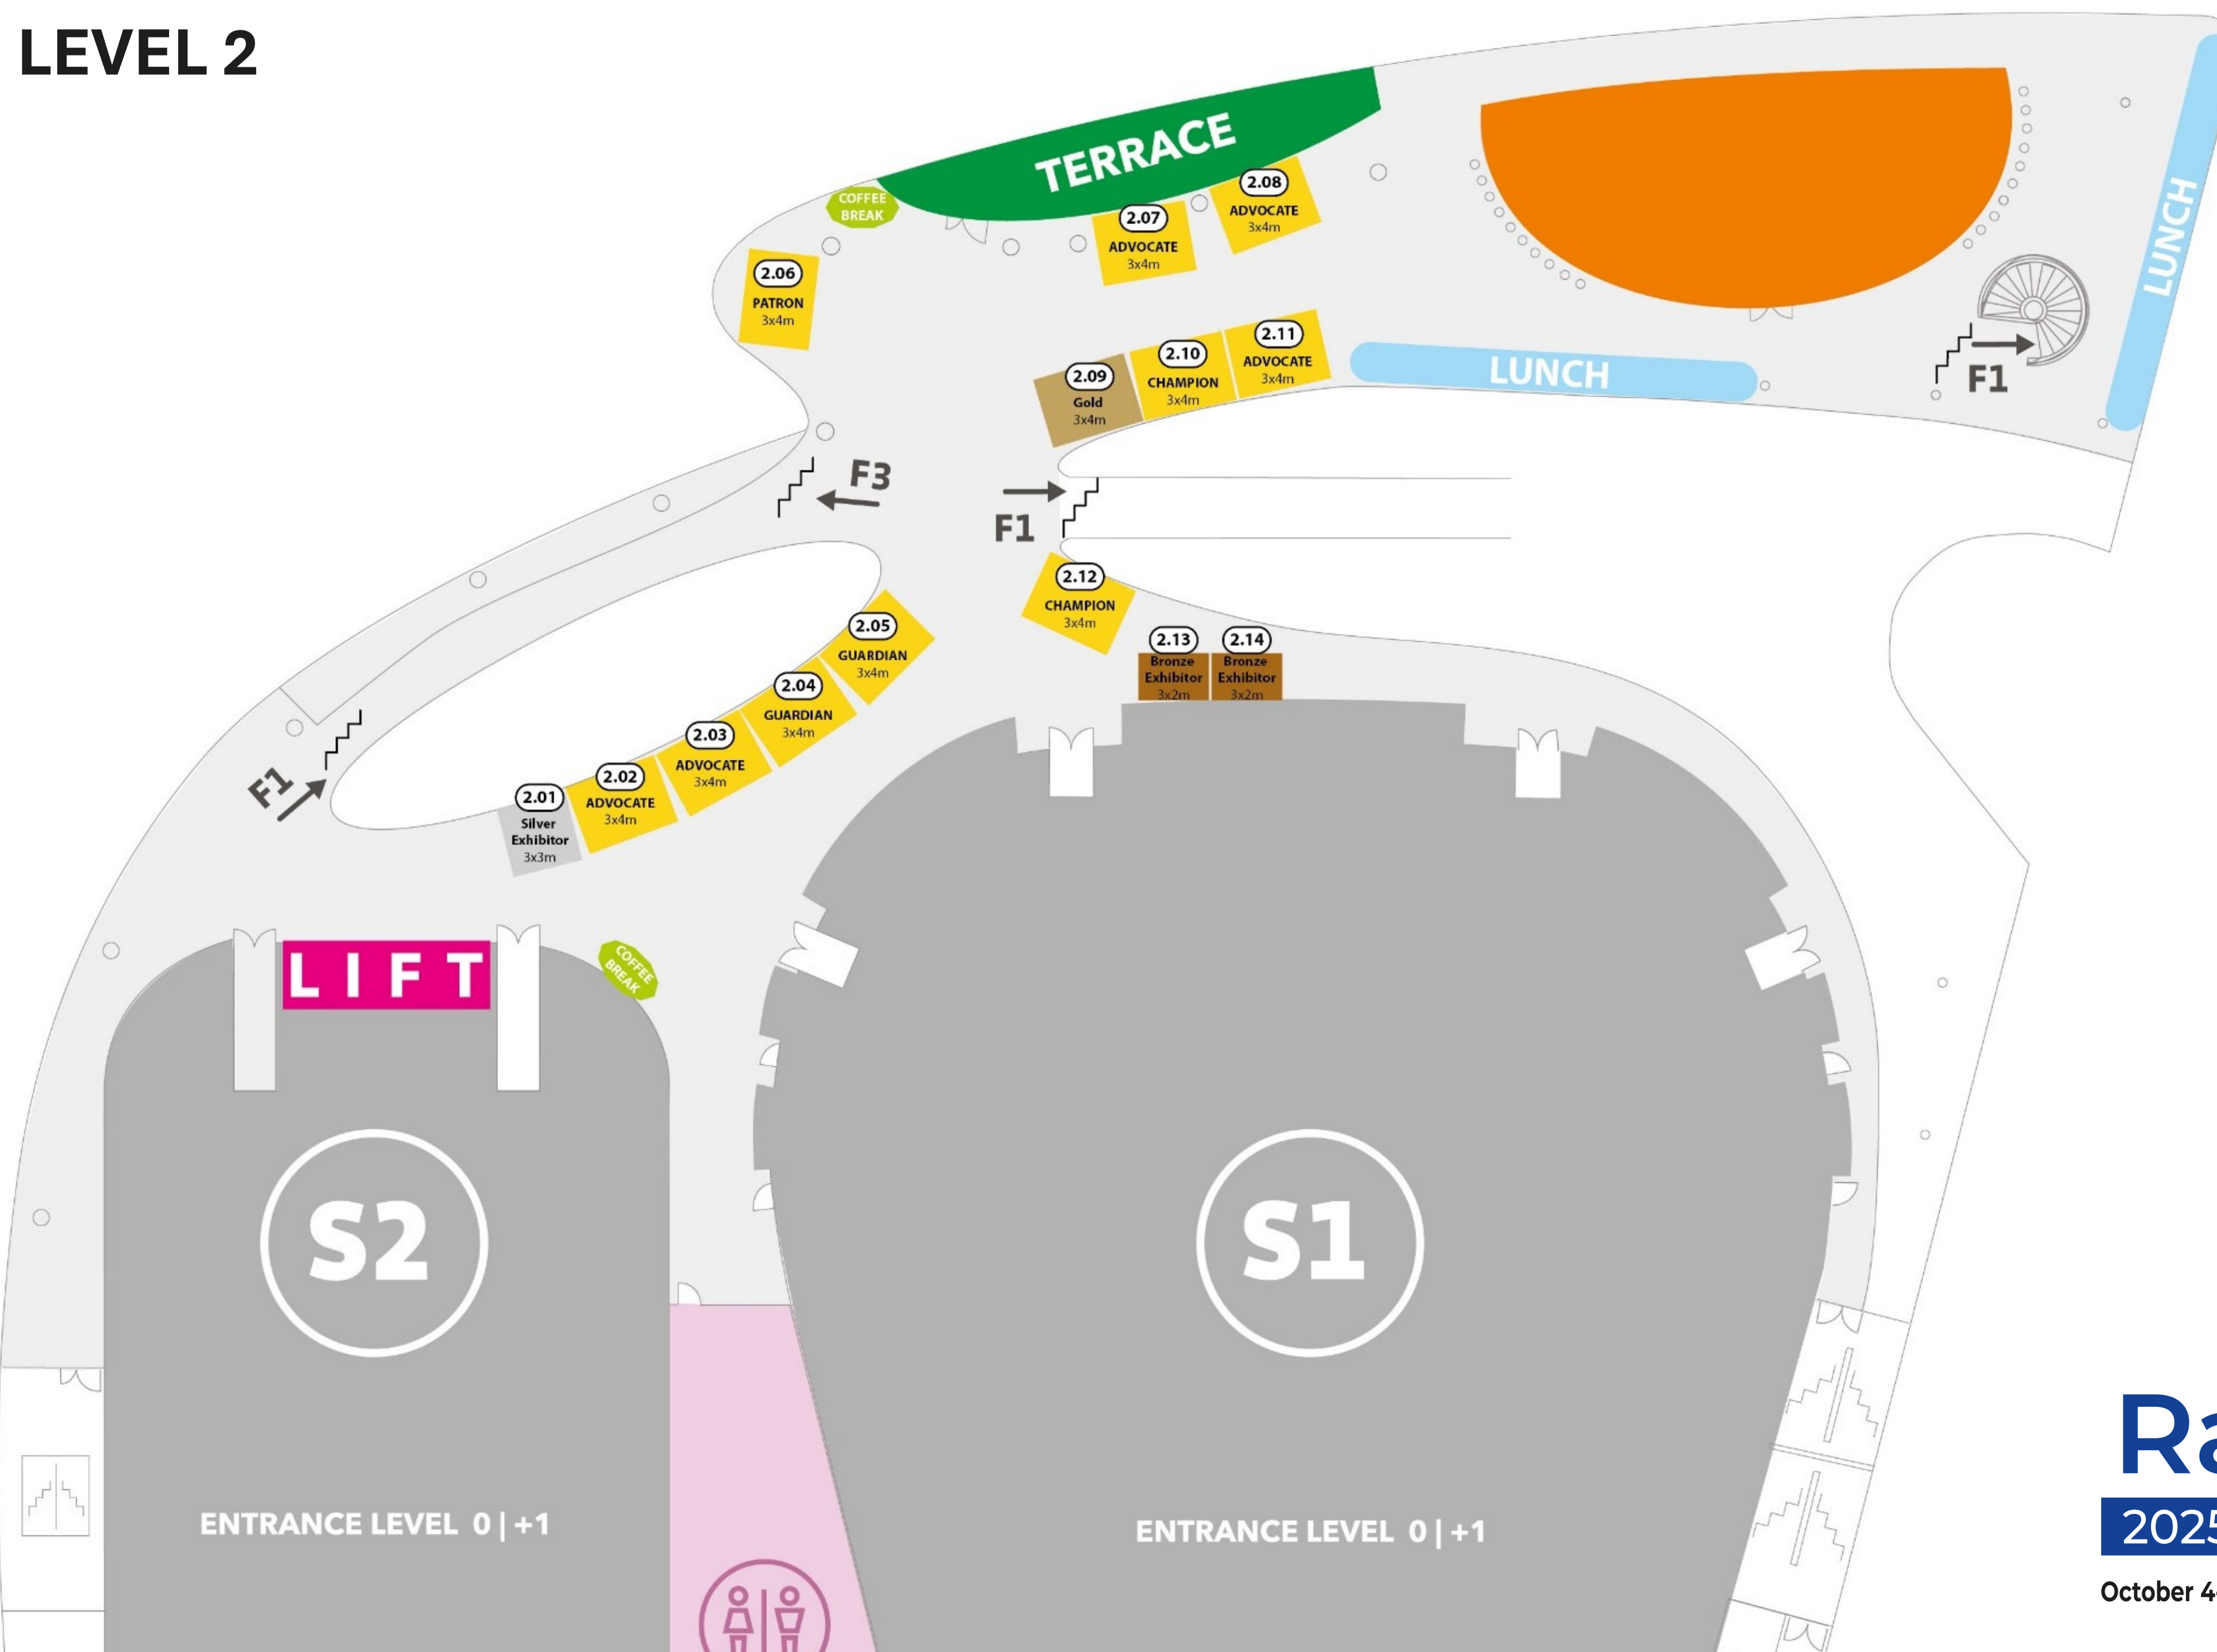 LEVEL 2
TERRACE
COFFEE
BREAK
2.08
ADVOCATE
3x4m
2.07
ADVOCATE
3x4m
2.06
PATRON
3x4m
LUNCH
2.11
ADVOCATE
3x4m
2.10
CHAMPION
3x4m
2.09
Gold
3x4m
LUNCH
F1
F3
F1
2.12
CHAMPION
3x4m
2.13
Bronze
Exhibitor
3x2m
2.14
Bronze
Exhibitor
3x2m
2.05
GUARDIAN
3x4m
2.04
GUARDIAN
3x4m
2.03
ADVOCATE
3x4m
2.02
ADVOCATE
3x4m
2.01
Silver
Exhibitor
3x3m
F1
LIFT
COFFEE
BREAK
S2
S1
ENTRANCE LEVEL 0 | +1
ENTRANCE LEVEL 0 | +1
Ra
2025
October 4